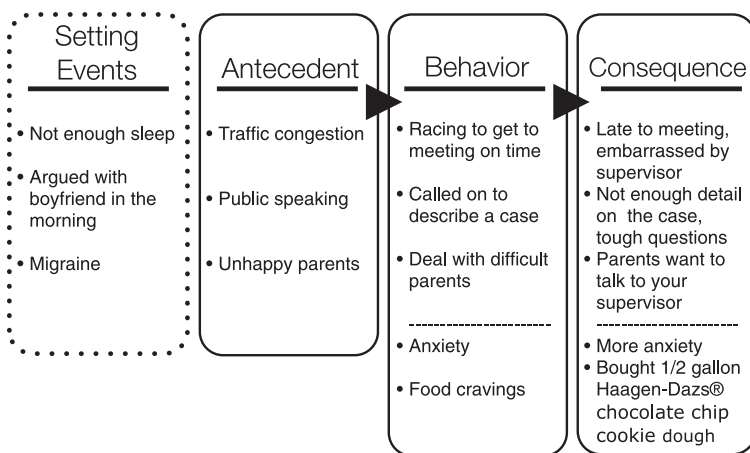 Setting
Events
• Not enough sleep
• Argued with
boyfriend in the
morning
• Migraine
Antecedent
• Traffic congestion
• Public speaking
• Unhappy parents
Behavior
• Racing to get to
meeting on time
• Called on to
describe a case
• Deal with difficult
parents
• Anxiety
• Food cravings
Consequence
• Late to meeting,
embarrassed by
supervisor
• Not enough detail
on the case,
tough questions
• Parents want to
talk to your
supervisor
• More anxiety
• Bought 1/2 gallon
Haagen-Dazs®
chocolate chip
cookie dough